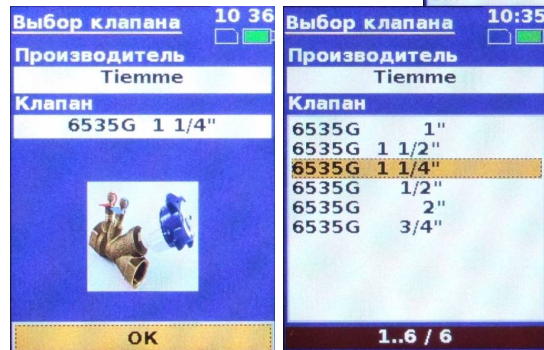 Выбор клапана 10 36
Производитель
Tiemme
Клапан
6535G 1 1/4"
OK
Выбор клапана 10:35
Производитель
Tiemme
Клапан
6535G 1"
6535G 1 1/2"
6535G 1 1/4"
6535G 1/2"
6535G 2"
6535G 3/4"
1..6 / 6